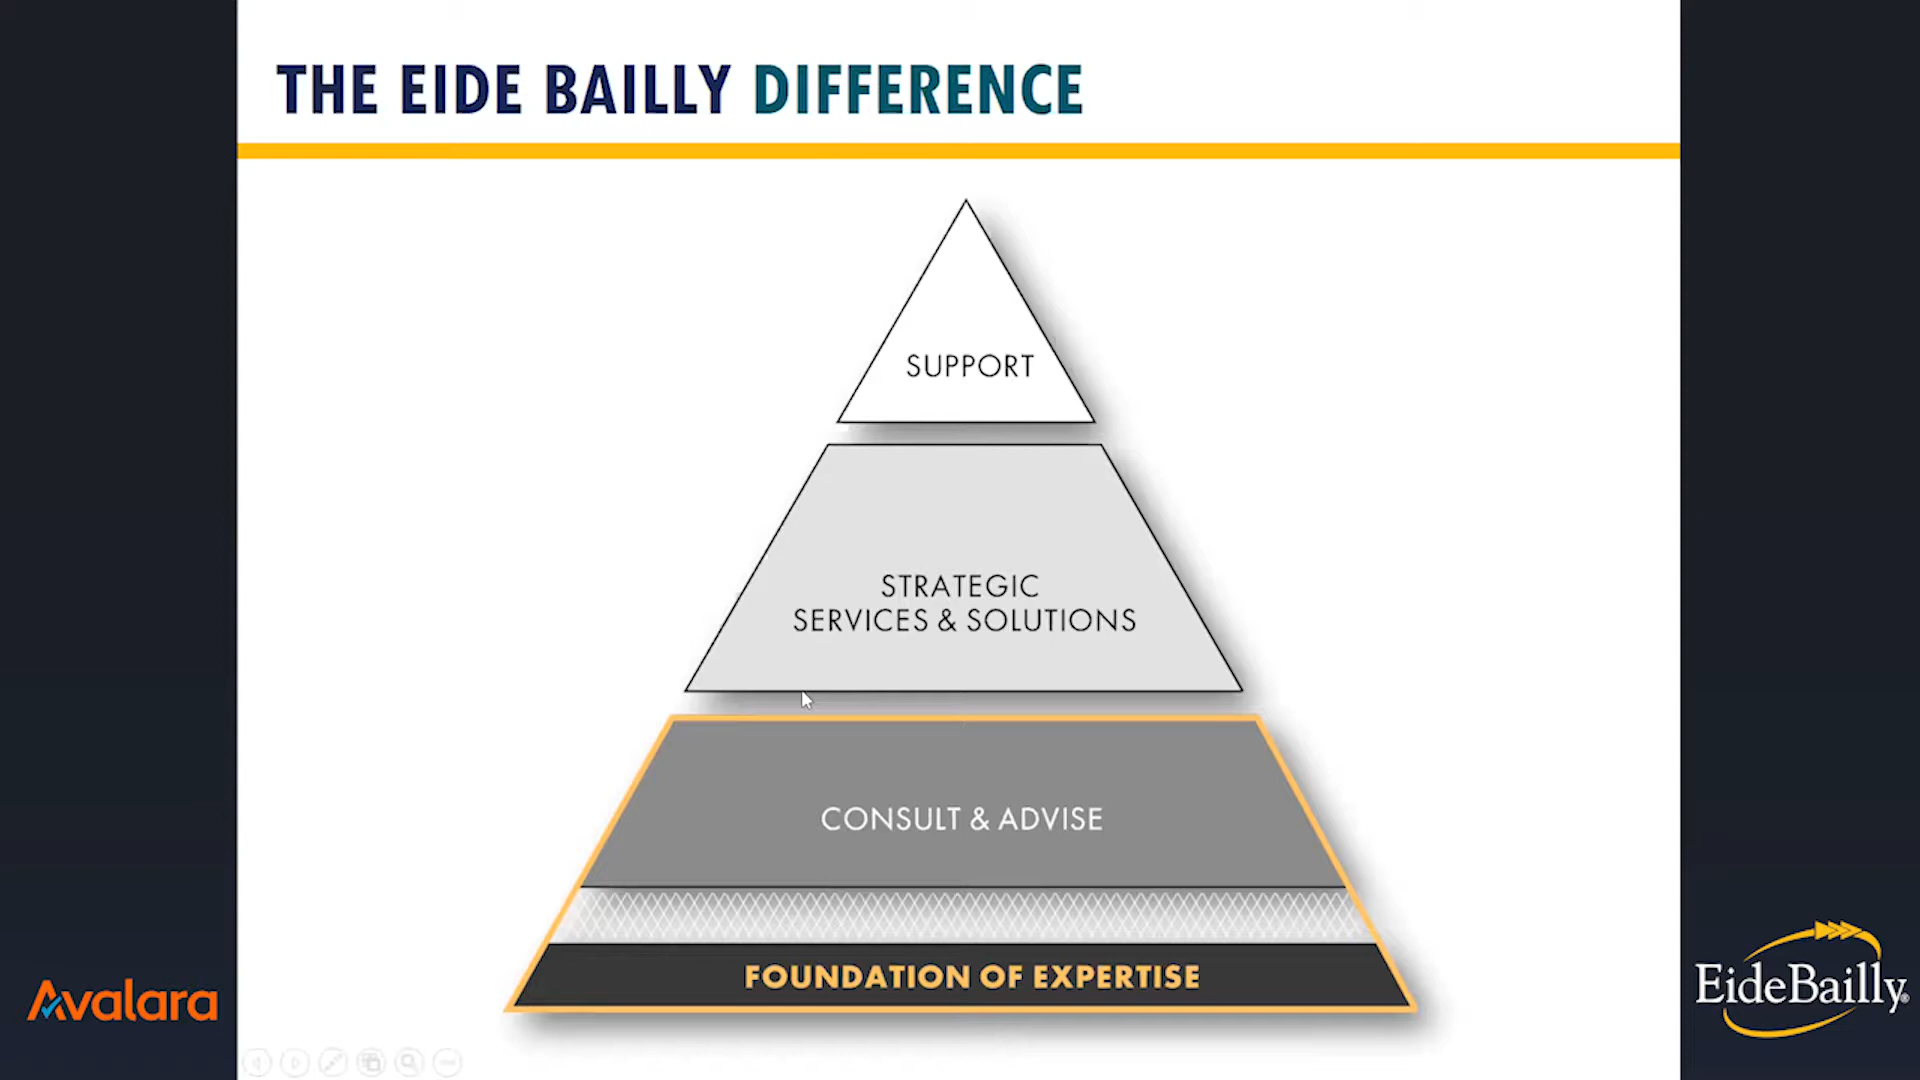 THE EIDE BAILLY DIFFERENCE
SUPPORT
STRATEGIC
SERVICES & SOLUTIONS
CONSULT & ADVISE
FOUNDATION OF EXPERTISE
Avalara
EideBailly®